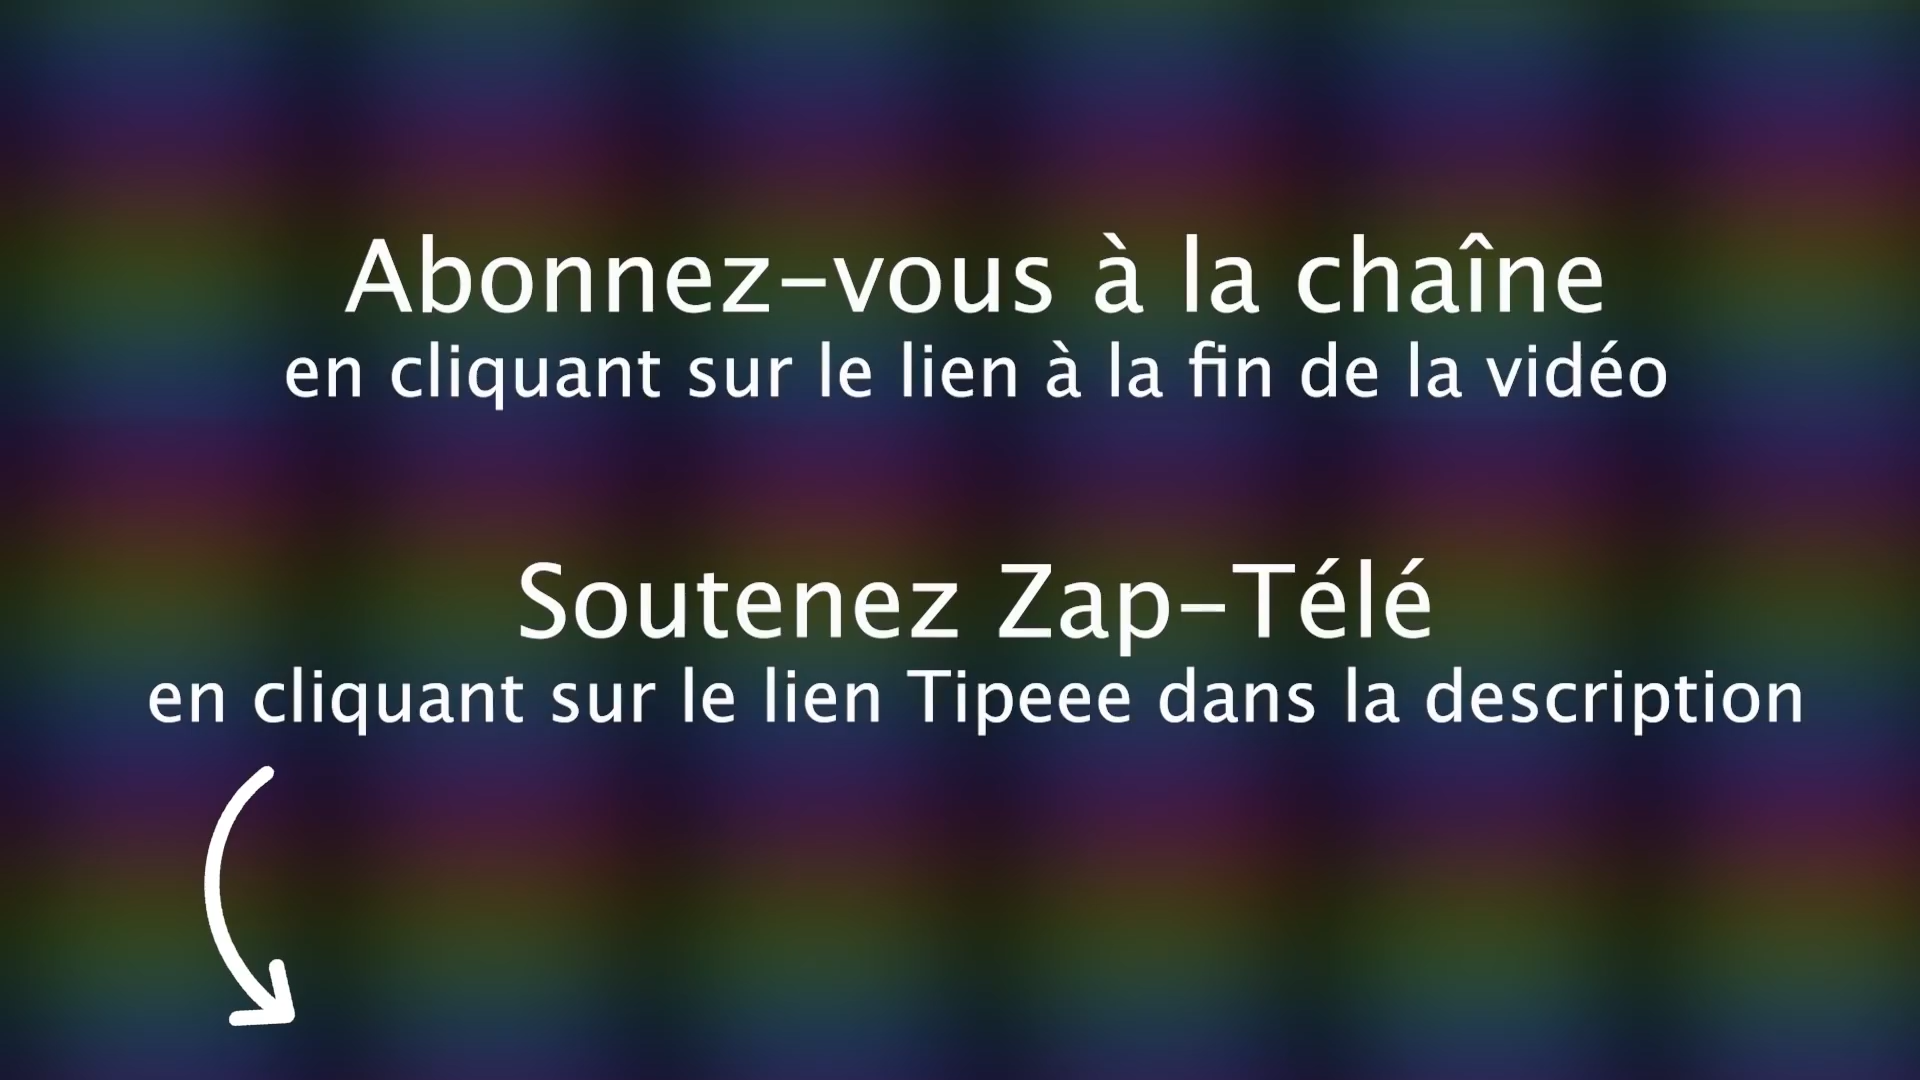 Abonnez-vous à la chaîne
en cliquant sur le lien à la fin de la vidéo
Soutenez Zap-Télé
en cliquant sur le lien Tipeee dans la description